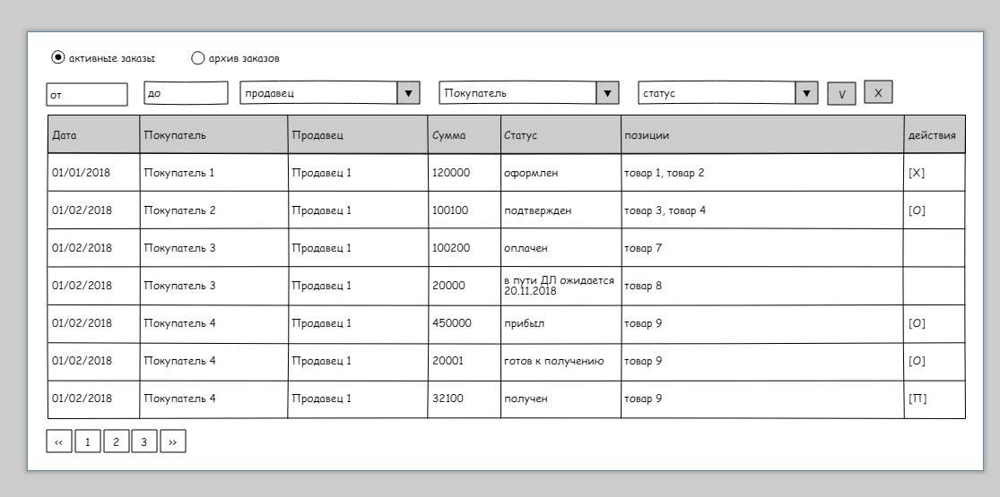 активные заказы архив заказов
от до продавец Покупатель статус V X
Дата Покупатель Продавец Сумма Статус позиции действия
01/01/2018 Покупатель 1 Продавец 1 120000 оформлен товар 1, товар 2 [X]
01/02/2018 Покупатель 2 Продавец 1 100100 подтвержден товар 3, товар 4 [O]
01/02/2018 Покупатель 3 Продавец 1 100200 оплачен товар 7
01/02/2018 Покупатель 3 Продавец 1 20000 в пути ДЛ ожидается
20.11.2018 товар 8
01/02/2018 Покупатель 4 Продавец 1 450000 прибыл товар 9 [O]
01/02/2018 Покупатель 4 Продавец 1 20001 готов к получению товар 9 [O]
01/02/2018 Покупатель 4 Продавец 1 32100 получен товар 9 [П]
<< 1 2 3 >>